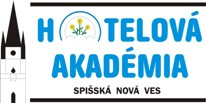 HOTELOVÁ
AKADÉMIA
SPIŠSKÁ NOVÁ VES